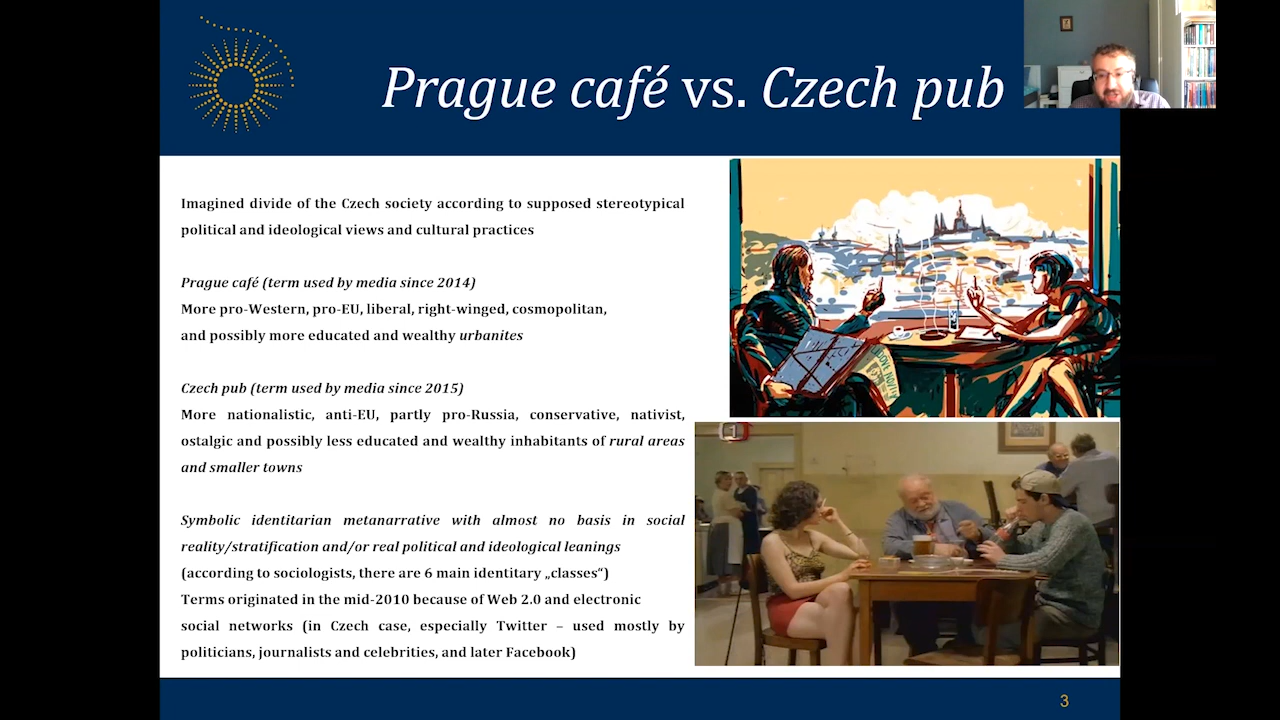 Prague café vs. Czech pub
Imagined divide of the Czech society according to supposed stereotypical
political and ideological views and cultural practices
Prague café (term used by media since 2014)
More pro-Western, pro-EU, liberal, right-winged, cosmopolitan,
and possibly more educated and wealthy urbanites
Czech pub (term used by media since 2015)
More nationalistic, anti-EU, partly pro-Russia, conservative, nativist,
ostalgic and possibly less educated and wealthy inhabitants of rural areas
and smaller towns
Symbolic identitarian metanarrative with almost no basis in social
reality/stratification and/or real political and ideological leanings
(according to sociologists, there are 6 main identitary „classes“)
Terms originated in the mid-2010 because of Web 2.0 and electronic
social networks (in Czech case, especially Twitter – used mostly by
politicians, journalists and celebrities, and later Facebook)
1
3